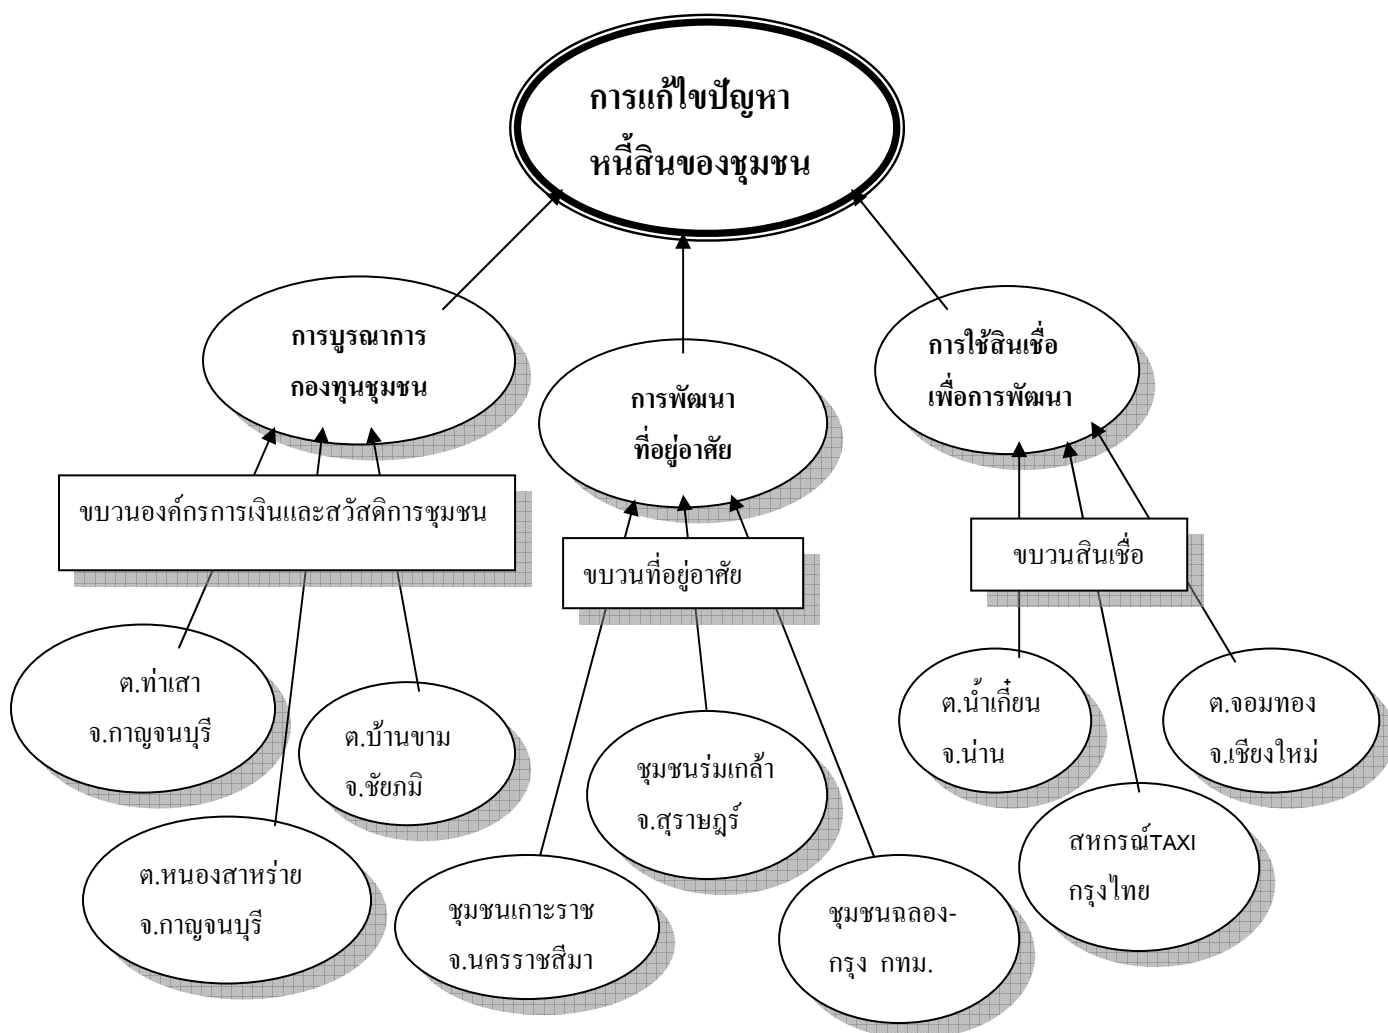 การแก้ไขปัญหา
หนี้สินของชุมชน
การบูรณาการ
กองทุนชุมชน
การพัฒนา
ที่อยู่อาศัย
การใช้สินเชื่อ
เพื่อการพัฒนา
ขบวนองค์กรการเงินและสวัสดิการชุมชน
ขบวนที่อยู่อาศัย
ขบวนสินเชื่อ
ต.ท่าเสา
จ.กาญจนบุรี
ต.บ้านขาม
จ.ชัยภมิ
ต.หนองสาหร่าย
จ.กาญจนบุรี
ชุมชนเกาะราช
จ.นครราชสีมา
ชุมชนร่มเกล้า
จ.สุราษฎร์
ชุมชนฉลอง-
กรุง กทม.
ต.น้ำเกี๋ยน
จ.น่าน
สหกรณ์TAXI
กรุงไทย
ต.จอมทอง
จ.เชียงใหม่